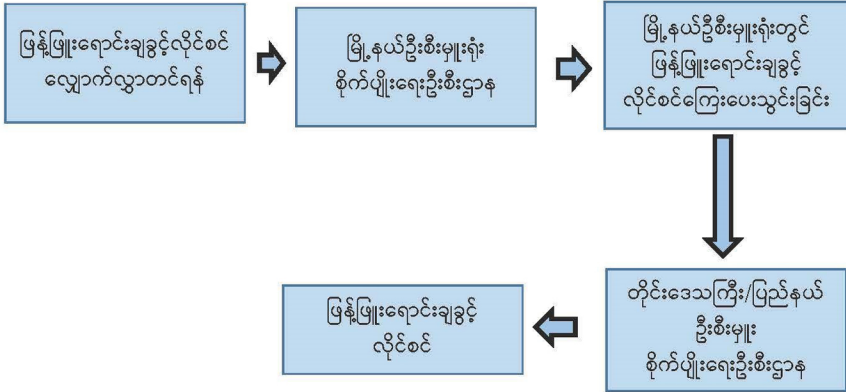 ဖြန့်ဖြူးရောင်းချခွင့်လိုင်စင်
လျှောက်လွှာတင်ရန်
မြို့နယ်ဦးစီးမှူးရုံး
စိုက်ပျိုးရေးဦးစီးဌာန
မြို့နယ်ဦစီးမှူးရုံးတွင်
ဖြန့်ဖြူးရောင်းချခွင့်
လိုင်စင်ကြေးပေးသွင်းခြင်း
တိုင်းဒေသကြီး/ပြည်နယ်
ဦးစီးမှူး
စိုက်ပျိုးရေးဦးစီးဌာန
ဖြန့်ဖြူးရောင်းချခွင့်
လိုင်စင်